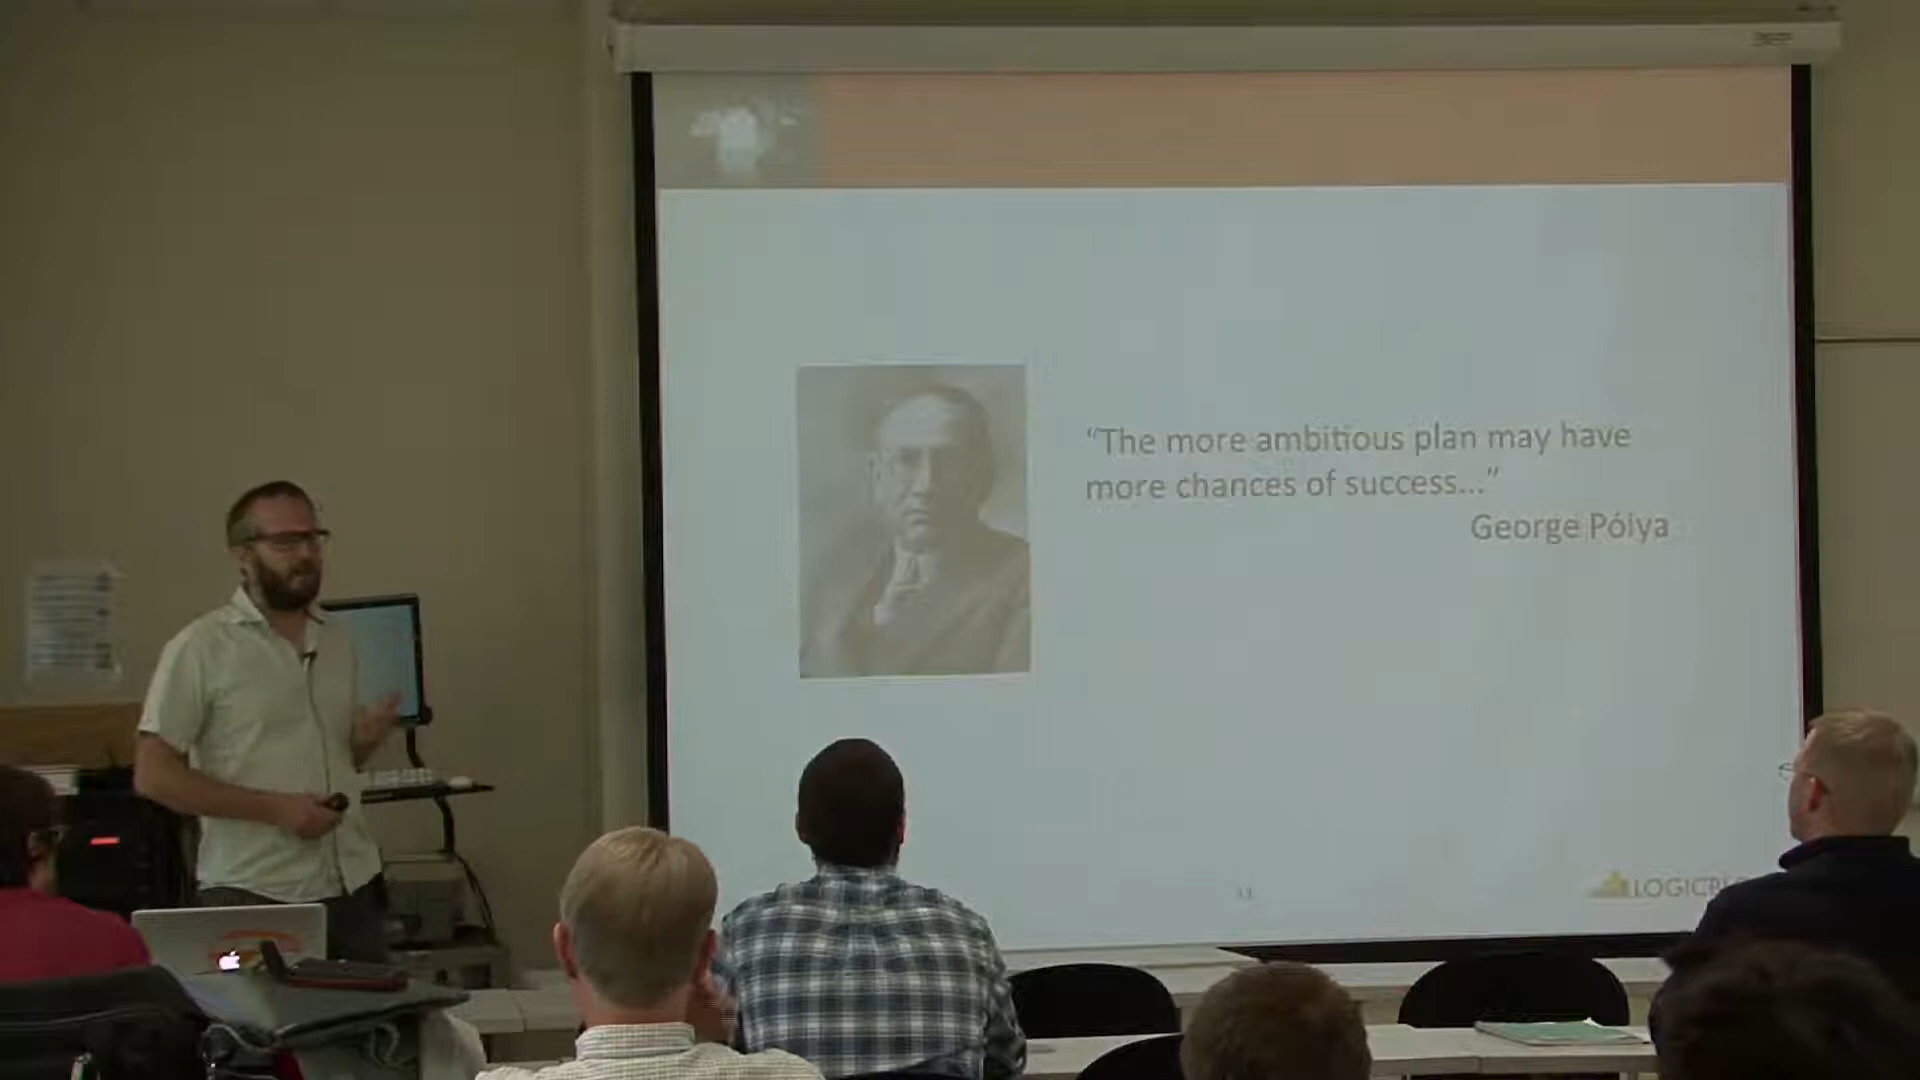 “The more ambitious plan may have
more chances of success...”
George Pólya